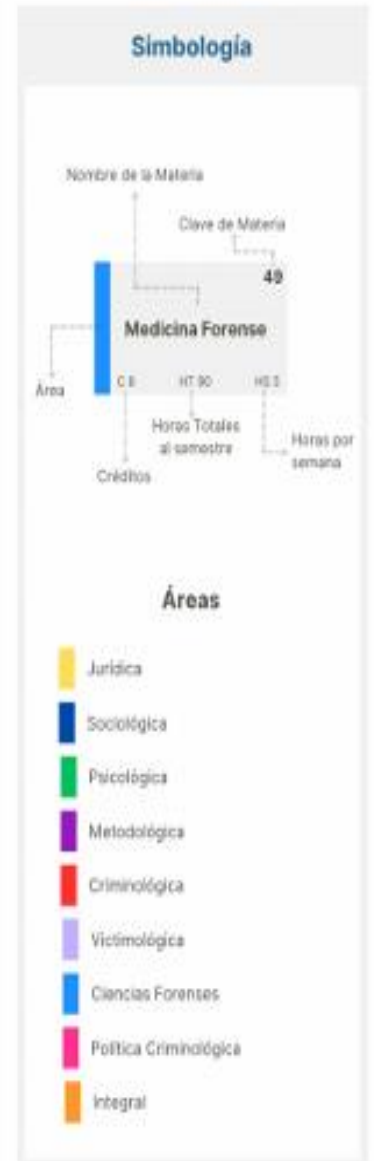 Simbología
Nombre de la Materia
Clave de Materia
49
Medicina Forense
C 8 HT 90 HS 5
Área
Horas Totales
al semestre
Horas por
semana
Créditos
Áreas
Jurídica
Sociológica
Psicológica
Metodológica
Criminológica
Victimológica
Ciencias Forenses
Política Criminológica
Integral